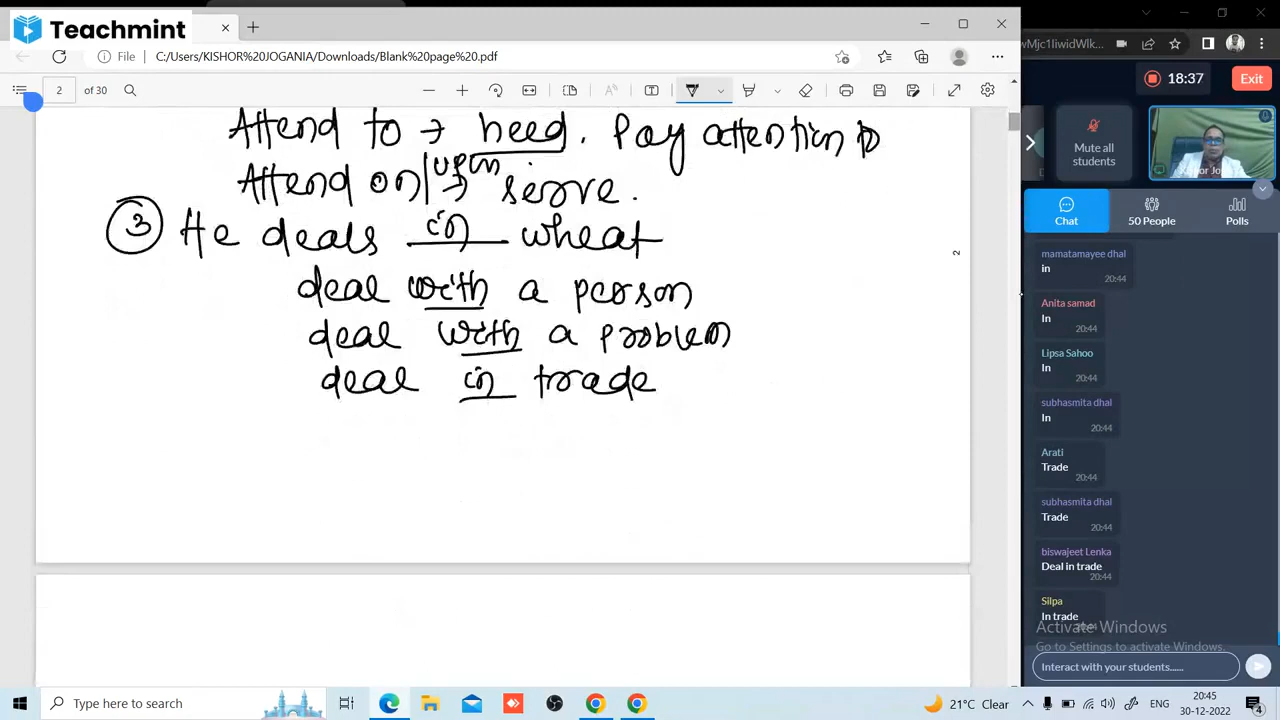 Teachmint
File C:/Users/KISHOR%20JOGANIA/Downloads/Blank%20page%20.pdf
2 of 30
Attend to → heed. Pay attention to
Attend on/upon → serve.
③ He deals in wheat
deal with a person
deal with a problem
deal in trade
2
18:37 Exit
Mute all students
Chat
50 People
Polls
mamatamayee dhal
in
20:44
Anita samad
In
20:44
Lipsa Sahoo
In
20:44
subhasmita dhal
In
20:44
Arati
Trade
20:44
subhasmita dhal
Trade
20:44
biswajeet Lenka
Deal in trade
20:44
Silpa
In trade
20:44
Activate Windows
Go to Settings to activate Windows.
Interact with your students......
Type here to search
21°C Clear
ENG
20:45
30-12-2022
4